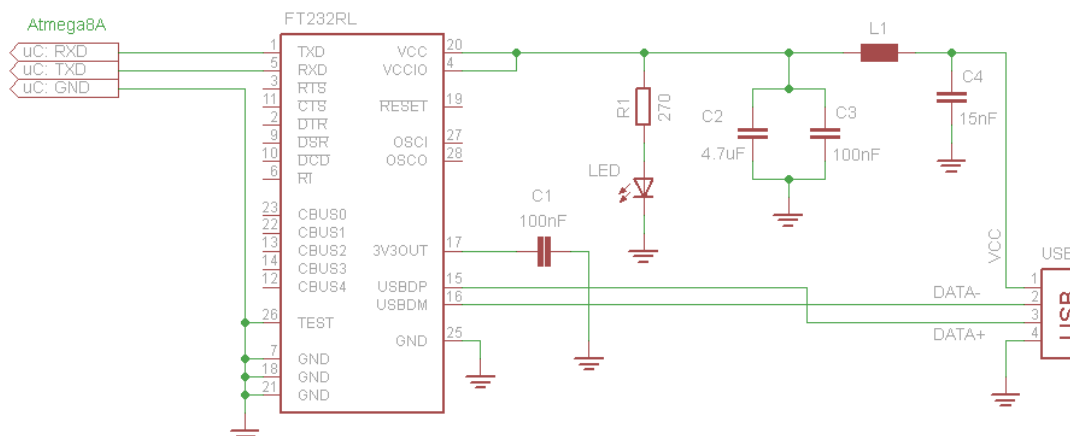 Atmega8A
uC: RXD
uC: TXD
uC: GND
FT232RL
1 TXD
5 RXD
3 RTS
11 CTS
2 DTR
9 DSR
10 DCD
6 RI
23 CBUS0
22 CBUS1
13 CBUS2
14 CBUS3
12 CBUS4
26 TEST
7 GND
18 GND
21 GND
VCC 20
VCCIO 4
RESET 19
OSCI 27
OSCO 28
3V3OUT 17
USBDP 15
USBDM 16
GND 25
C1
100nF
R1
270
LED
C2
4.7uF
C3
100nF
L1
C4
15nF
VCC
DATA-
DATA+
USB
1
2
3
4
USB